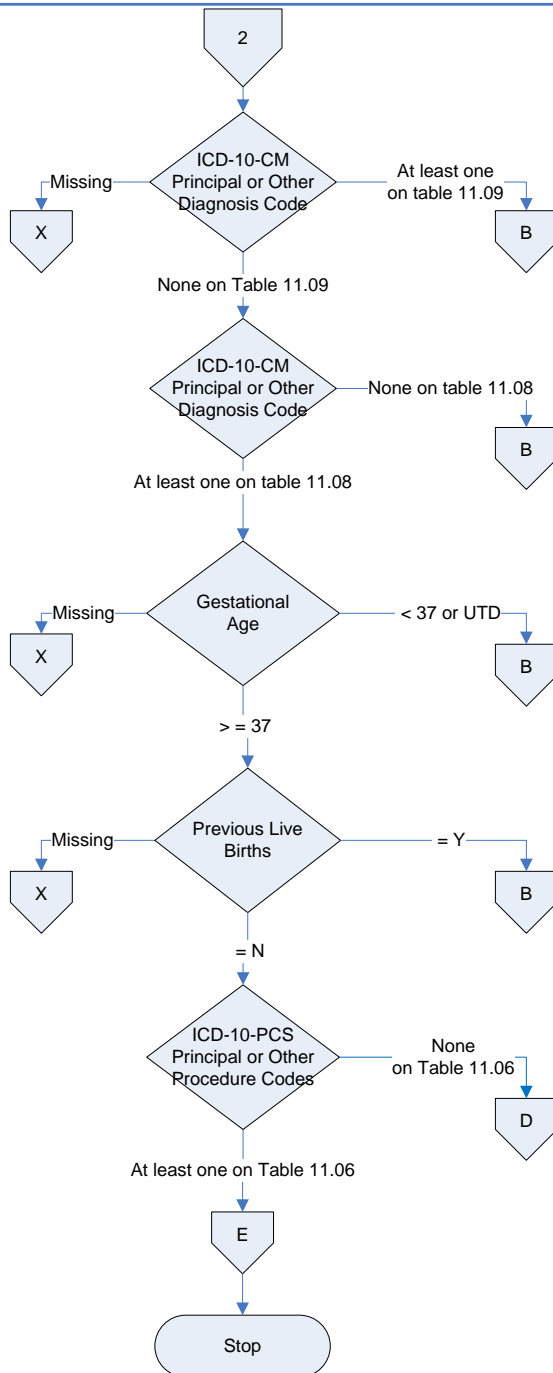 2
ICD-10-CM
Principal or Other
Diagnosis Code
Missing
At least one
on table 11.09
X
B
None on Table 11.09
ICD-10-CM
Principal or Other
Diagnosis Code
None on table 11.08
B
At least one on table 11.08
Gestational
Age
Missing
< 37 or UTD
X
B
> = 37
Previous Live
Births
Missing
= Y
X
B
= N
ICD-10-PCS
Principal or Other
Procedure Codes
None
on Table 11.06
D
At least one on Table 11.06
E
Stop